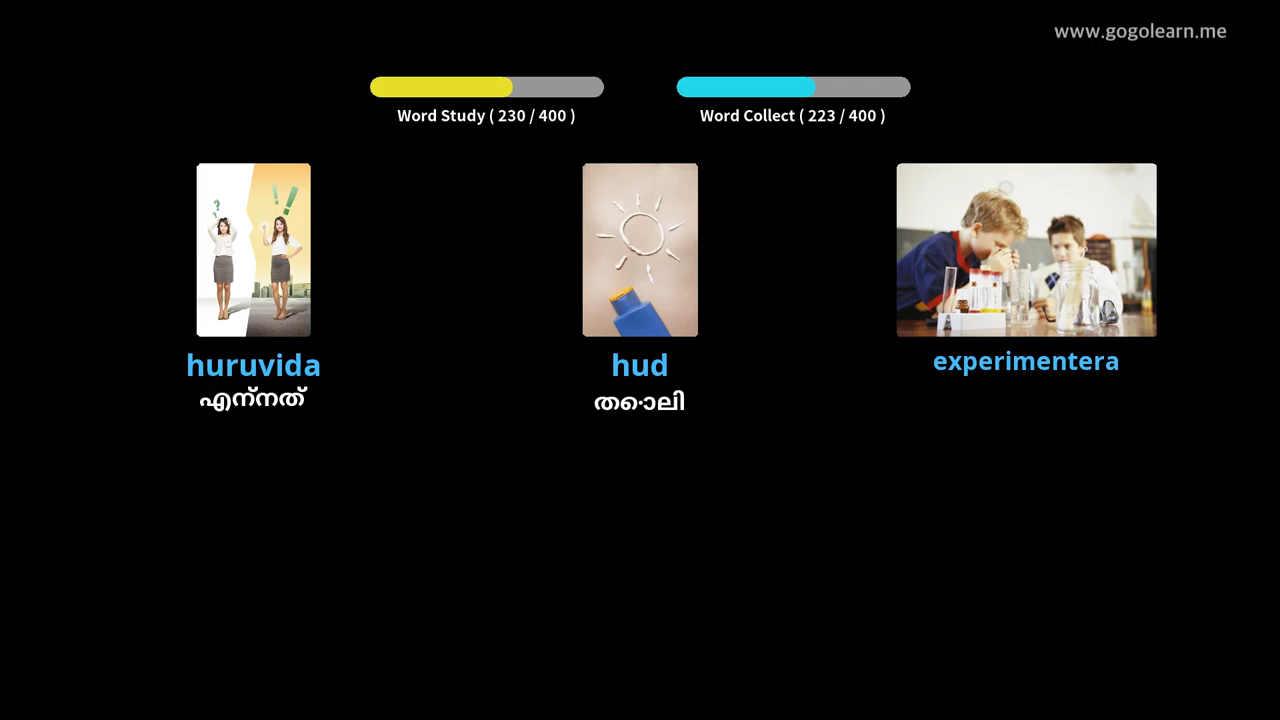 www.gogolearn.me
Word Study ( 230 / 400 )
Word Collect ( 223 / 400 )
huruvida
എന്നത്
hud
തൊലി
experimentera